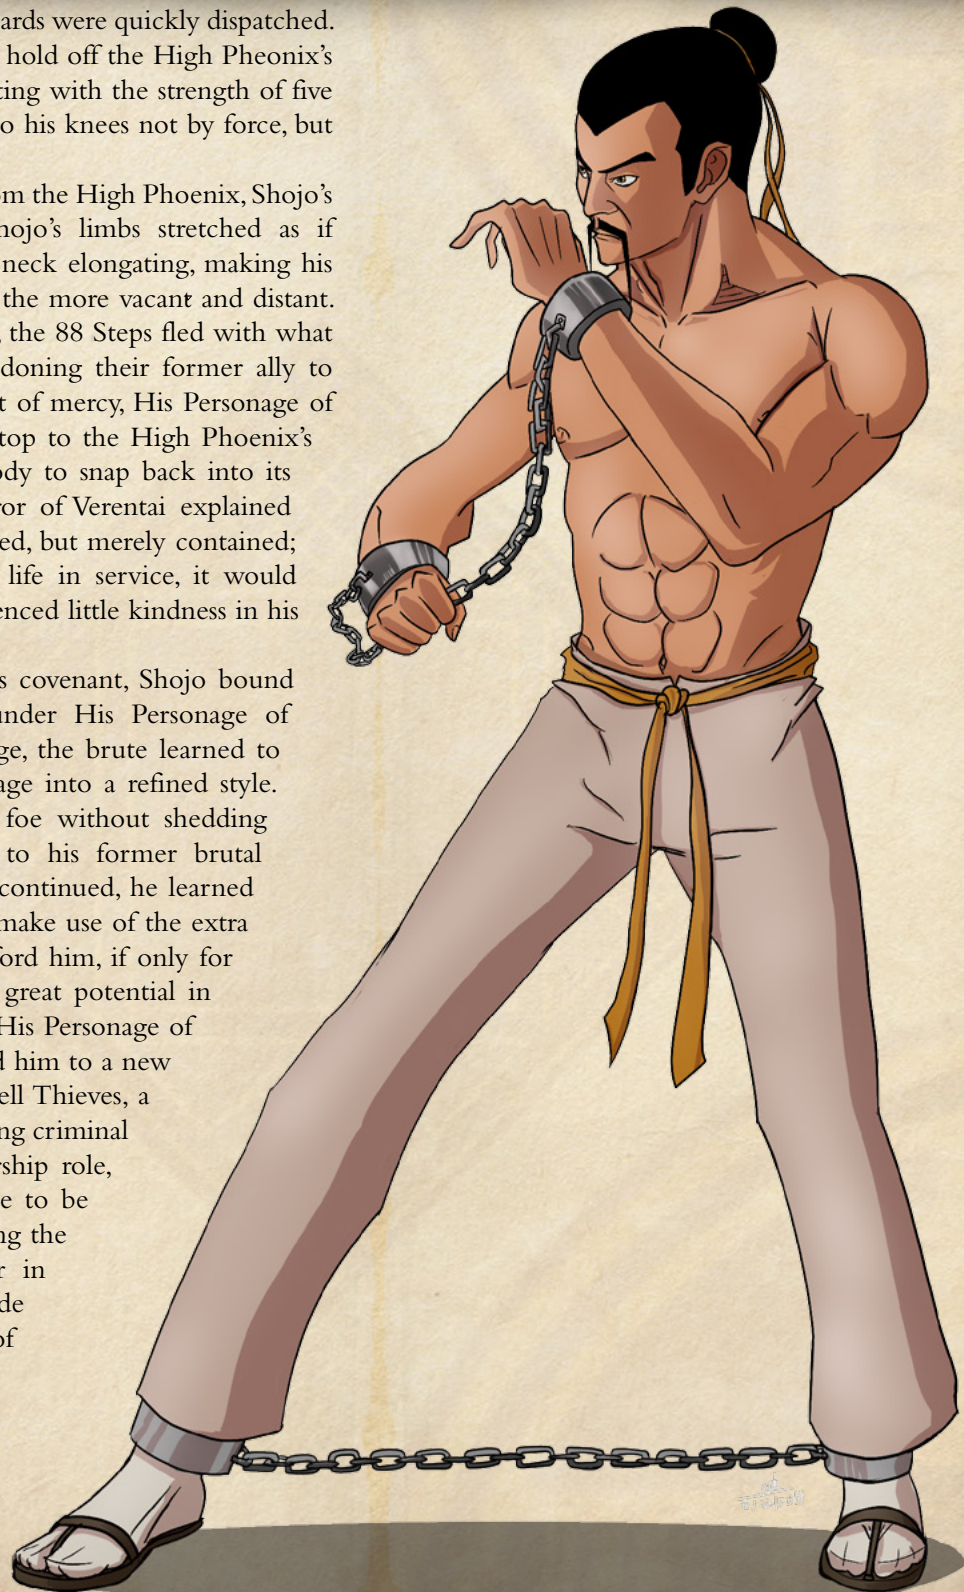 ards were quickly dispatched.
hold off the High Pheonix's
ting with the strength of five
o his knees not by force, but
om the High Phoenix, Shojo's
hojo's limbs stretched as if
neck elongating, making his
the more vacant and distant.
, the 88 Steps fled with what
doning their former ally to
t of mercy, His Personage of
top to the High Phoenix's
ody to snap back into its
ror of Verentai explained
ed, but merely contained;
life in service, it would
enced little kindness in his
s covenant, Shojo bound
under His Personage of
ge, the brute learned to
age into a refined style.
foe without shedding
to his former brutal
continued, he learned
make use of the extra
ford him, if only for
great potential in
His Personage of
d him to a new
ell Thieves, a
ng criminal
rship role,
e to be
ng the
r in
de
of